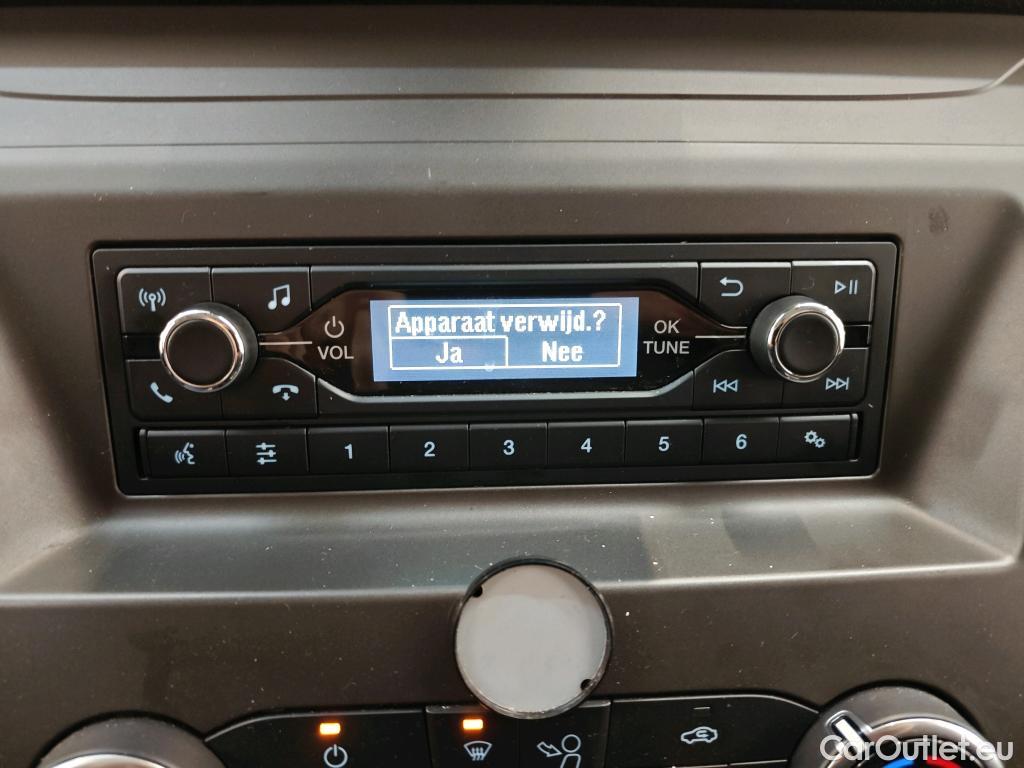 Apparaat verwijd.?
Ja Nee
VOL
OK
TUNE
1 2 3 4 5 6
CarOutlet.eu